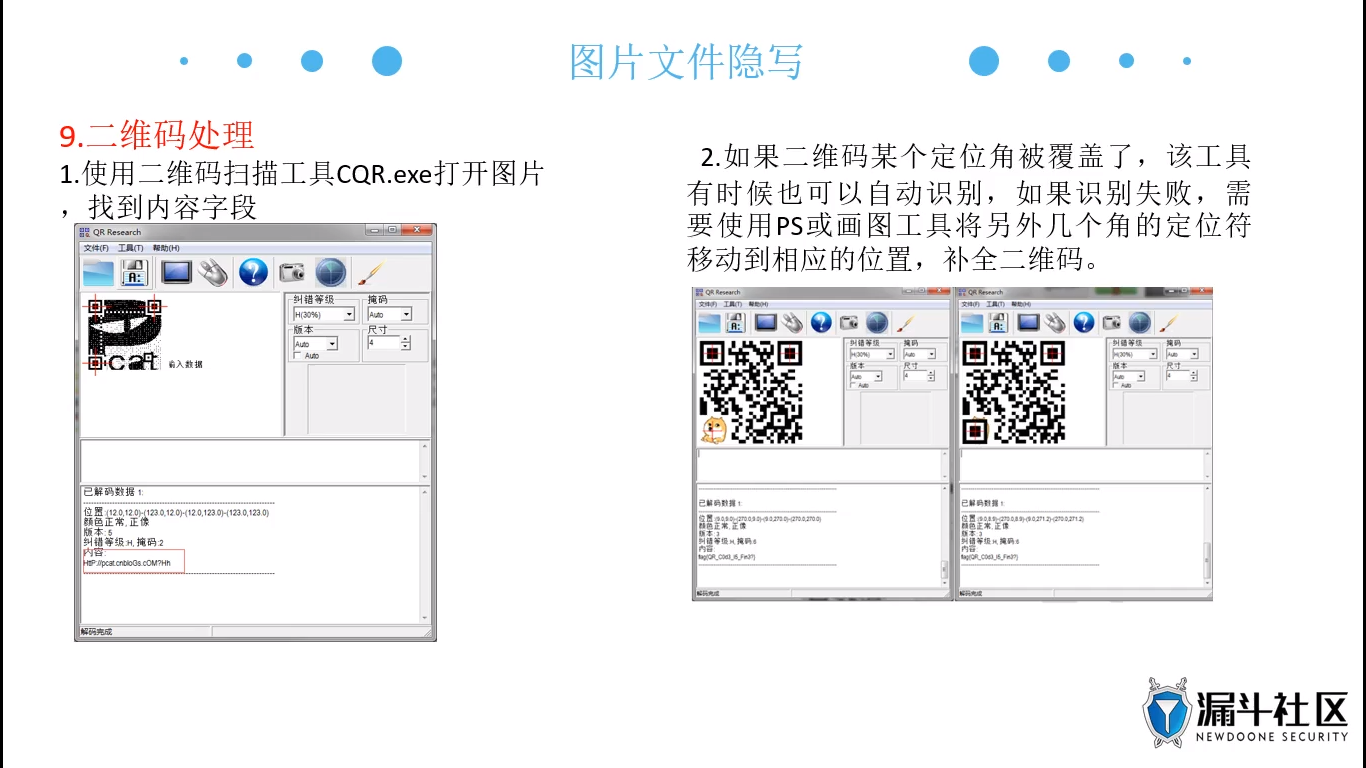 图片文件隐写
9.二维码处理
1.使用二维码扫描工具CQR.exe打开图片
，找到内容字段
QR Research
文件(F) 工具(T) 帮助(H)
A:
纠错等级 掩码
H(30%) Auto
版本 尺寸
Auto 4
Auto
Pcat
输入数据
已解码数据 1:
位置:(12.0,12.0)-(123.0,12.0)-(12.0,123.0)-(123.0,123.0)
颜色正常, 正像
版本: 5
纠错等级:H, 掩码:2
内容:
HttP://pcat.cnbloGs.cOM?Hh
解码完成
2.如果二维码某个定位角被覆盖了，该工具
有时候也可以自动识别，如果识别失败，需
要使用PS或画图工具将另外几个角的定位符
移动到相应的位置，补全二维码。
QR Research
文件(F) 工具(T) 帮助(H)
A:
纠错等级 掩码
H(30%) Auto
版本 尺寸
Auto 4
Auto
已解码数据 1:
位置:(9.0,9.0)-(270.0,9.0)-(9.0,270.0)-(270.0,270.0)
颜色正常, 正像
版本: 3
纠错等级:H, 掩码:6
内容:
flag{QR_C0d3_I5_Fin3?}
解码完成
QR Research
文件(F) 工具(T) 帮助(H)
A:
纠错等级 掩码
H(30%) Auto
版本 尺寸
Auto 4
Auto
已解码数据 1:
位置:(9.0,8.9)-(270.0,8.9)-(9.0,271.2)-(270.0,271.2)
颜色正常, 正像
版本: 3
纠错等级:H, 掩码:6
内容:
flag{QR_C0d3_I5_Fin3?}
解码完成
漏斗社区
NEWDOONE SECURITY